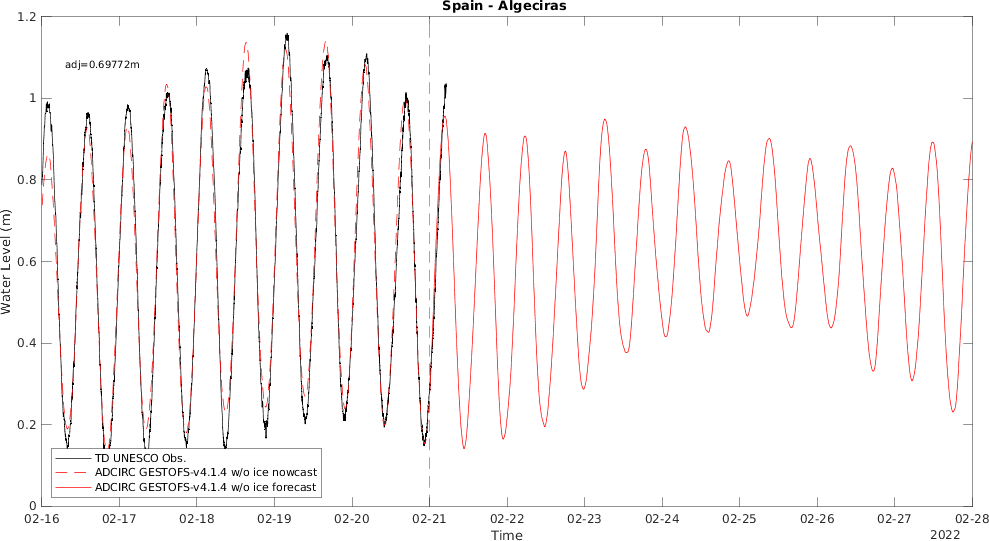 Spain - Algeciras
1.2
adj=0.69772m
1
0.8
0.6
0.4
0.2
0
Water Level (m)
TD UNESCO Obs.
ADCIRC GESTOFS-v4.1.4 w/o ice nowcast
ADCIRC GESTOFS-v4.1.4 w/o ice forecast
02-16 02-17 02-18 02-19 02-20 02-21 02-22 02-23 02-24 02-25 02-26 02-27 02-28
Time
2022